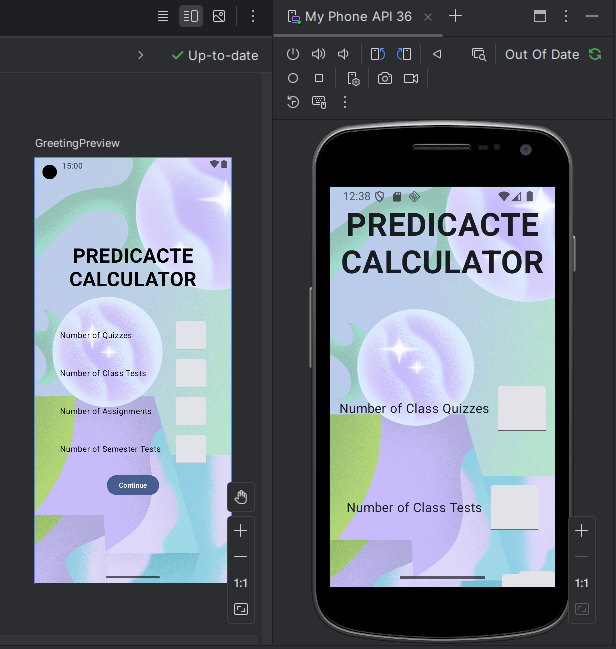 My Phone API 36
Up-to-date
Out Of Date
GreetingPreview
15:00
PREDICACTE
CALCULATOR
Number of Quizzes
Number of Class Tests
Number of Assignments
Number of Semester Tests
Continue
1:1
12:38
PREDICACTE
CALCULATOR
Number of Class Quizzes
Number of Class Tests
1:1